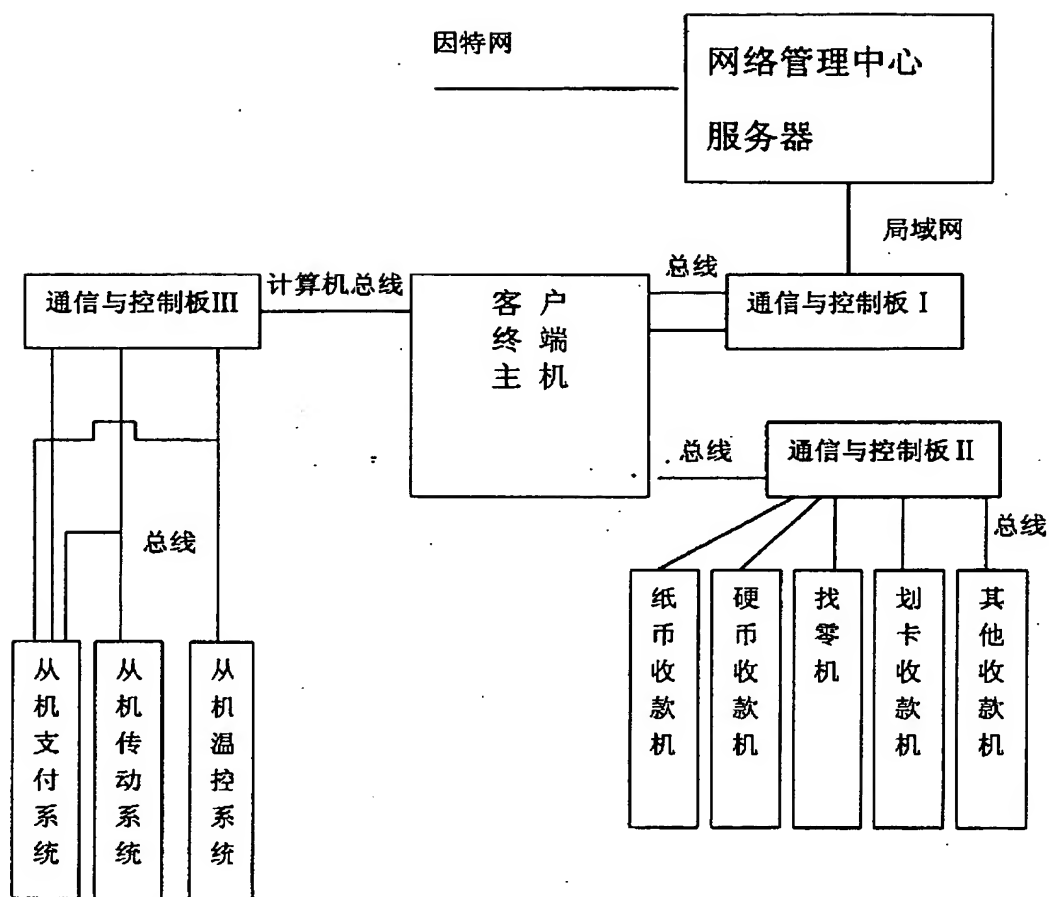 因特网
网络管理中心
服务器
局域网
总线
计算机总线
通信与控制板III
客户
终端
主机
通信与控制板 I
总线
通信与控制板 II
总线
总线
纸币收款机
硬币收款机
找零机
划卡收款机
其他收款机
从机支付系统
从机传动系统
从机温控系统